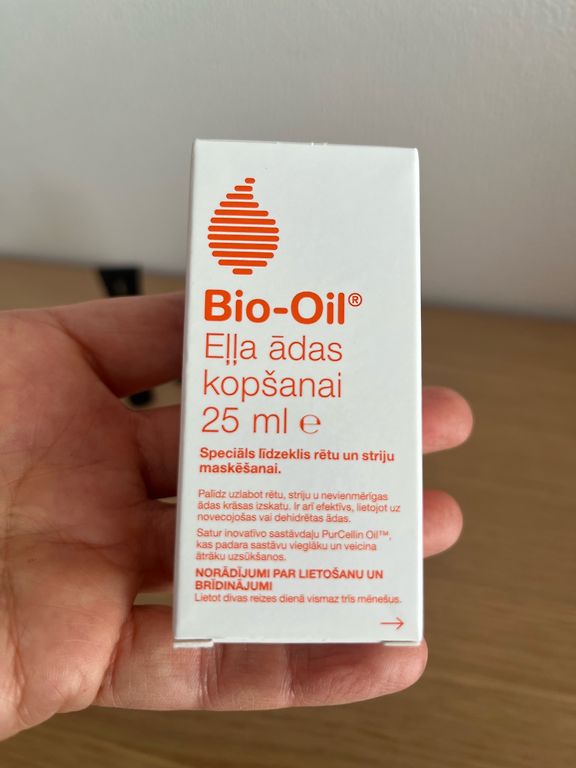 Bio-Oil®
Eļļa ādas
kopšanai
25 ml ℮
Speciāls līdzeklis rētu un striju
maskēšanai.
Palīdz uzlabot rētu, striju u nevienmērīgas
ādas krāsas izskatu. Ir arī efektīvs, lietojot uz
novecojošas vai dehidrētas ādas.
Satur inovatīvo sastāvdaļu PurCellin Oil™,
kas padara sastāvu vieglāku un veicina
ātrāku uzsūkšanos.
NORĀDĪJUMI PAR LIETOŠANU UN
BRĪDINĀJUMI
Lietot divas reizes dienā vismaz trīs mēnešus.
→